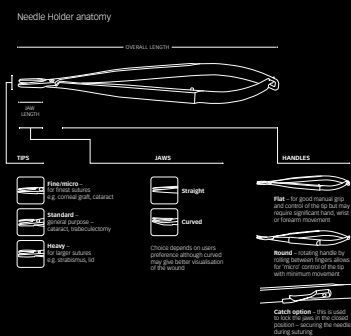 Needle Holder anatomy
OVERALL LENGTH
JAW
LENGTH
TIPS
Fine/micro –
for finest sutures
e.g. corneal graft, cataract
Standard –
general purpose –
cataract, trabeculectomy
Heavy –
for larger sutures
e.g. strabismus, lid
JAWS
Straight
Curved
Choice depends on users
preference although curved
may give better visualisation
of the wound
HANDLES
Flat – for good manual grip
and control of the tip but may
require significant hand, wrist
or forearm movement
Round – rotating handle by
rolling between fingers allows
for 'micro' control of the tip
with minimum movement
Catch option – this is used
to lock the jaws in the closed
position – securing the needle
during suturing